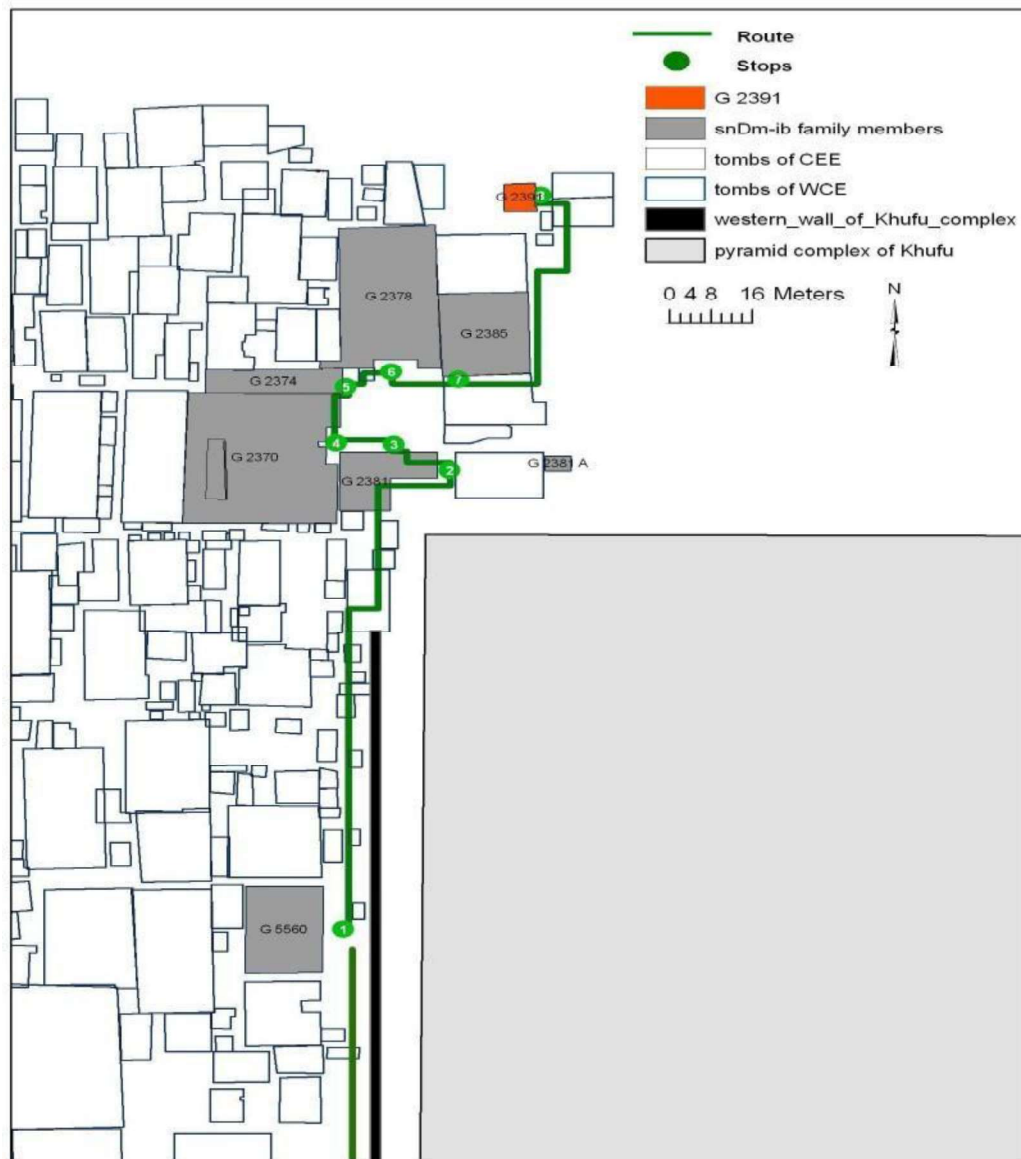 Route
Stops
G 2391
snDm-ib family members
tombs of CEE
tombs of WCE
western_wall_of_Khufu_complex
pyramid complex of Khufu
0 4 8 16 Meters
N
G 2391
G 2378
G 2385
6
7
G 2374
5
4
3
G 2370
G 2381
2
G 2381 A
G 5560
1